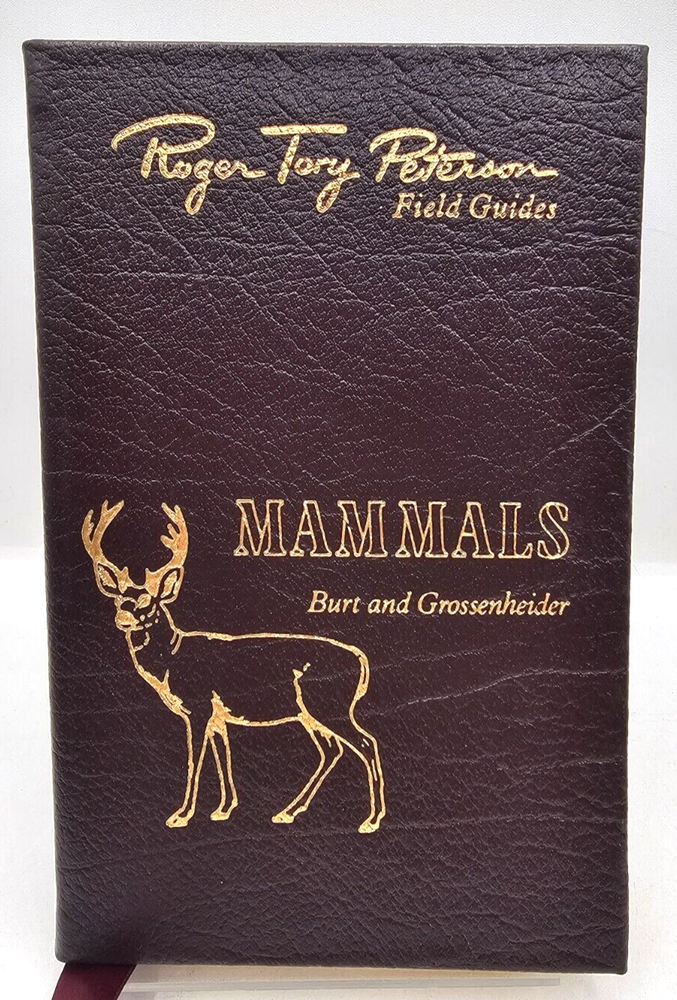 Roger Tory Peterson
Field Guides
MAMMALS
Burt and Grossenheider